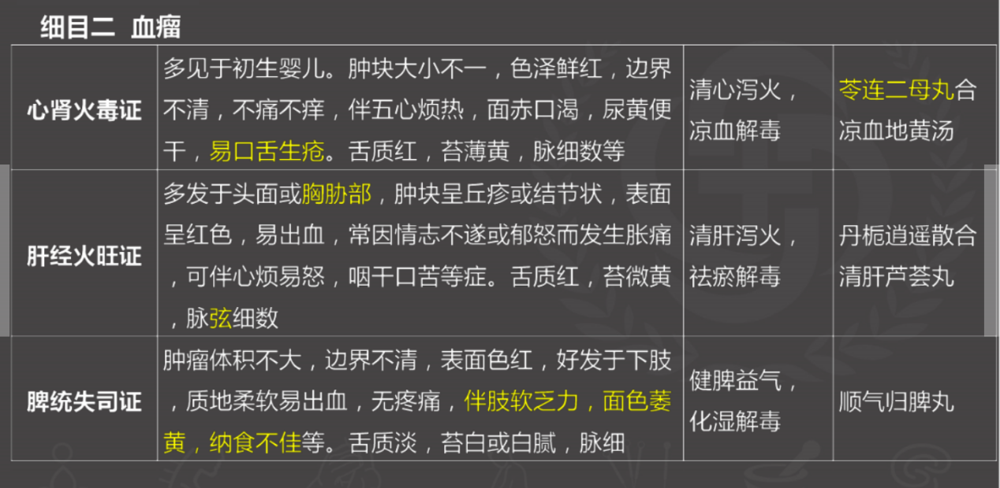 细目二 血瘤
心肾火毒证
多见于初生婴儿。肿块大小不一，色泽鲜红，边界
不清，不痛不痒，伴五心烦热，面赤口渴，尿黄便
干，易口舌生疮。舌质红，苔薄黄，脉细数等
清心泻火，
凉血解毒
芩连二母丸合
凉血地黄汤
肝经火旺证
多发于头面或胸胁部，肿块呈丘疹或结节状，表面
呈红色，易出血，常因情志不遂或郁怒而发生胀痛
，可伴心烦易怒，咽干口苦等症。舌质红，苔微黄
，脉弦细数
清肝泻火，
祛瘀解毒
丹栀逍遥散合
清肝芦荟丸
脾统失司证
肿瘤体积不大，边界不清，表面色红，好发于下肢
，质地柔软易出血，无疼痛，伴肢软乏力，面色萎
黄，纳食不佳等。舌质淡，苔白或白腻，脉细
健脾益气，
化湿解毒
顺气归脾丸